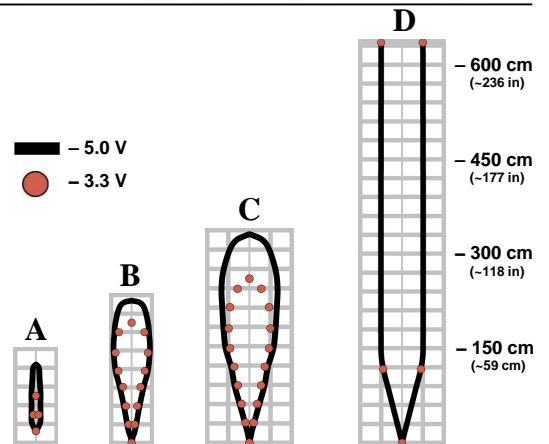 D
– 600 cm
(~236 in)
– 5.0 V
– 3.3 V
– 450 cm
(~177 in)
C
B
– 300 cm
(~118 in)
A
– 150 cm
(~59 cm)